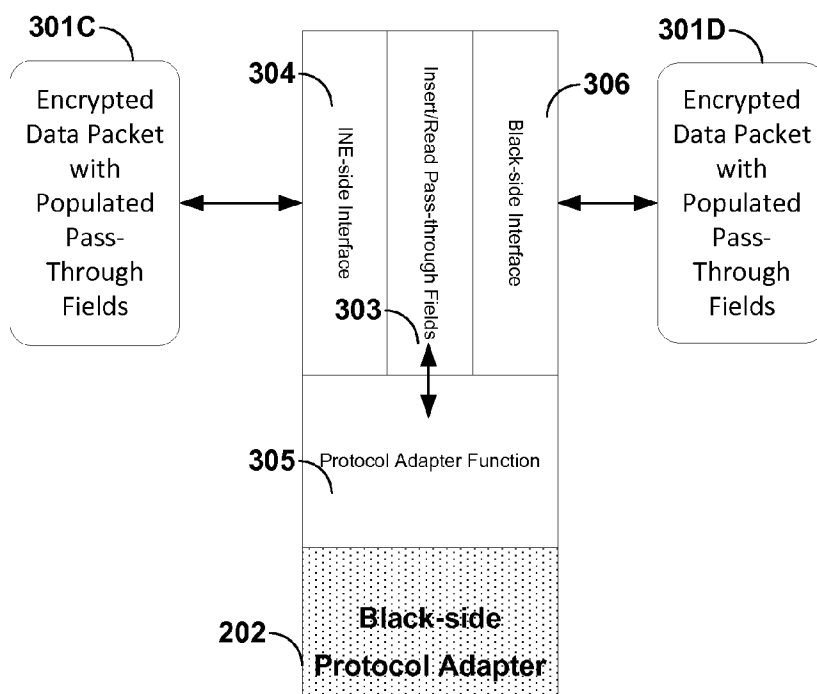 301C
301D
304
306
Encrypted
Data Packet
with
Populated
Pass-
Through
Fields
INE-side Interface
Insert/Read Pass-through Fields
Black-side Interface
Encrypted
Data Packet
with
Populated
Pass-
Through
Fields
303
305
Protocol Adapter Function
202
Black-side
Protocol Adapter